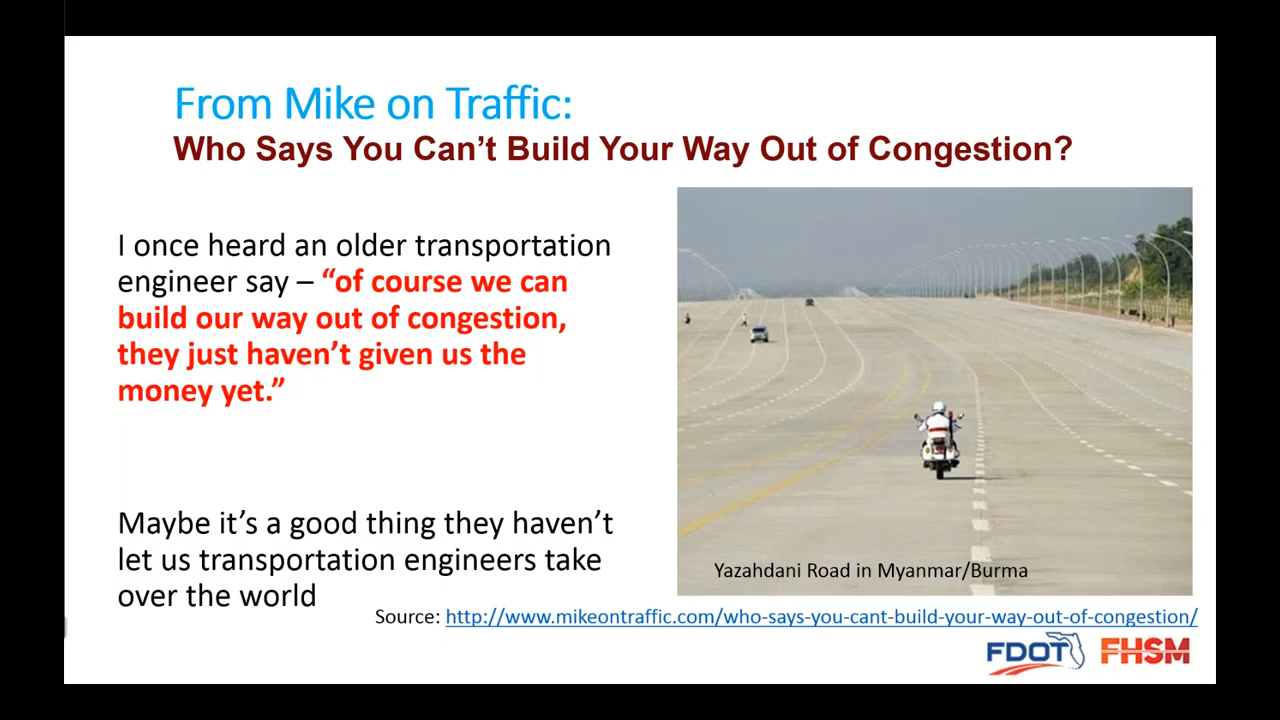 From Mike on Traffic:
Who Says You Can’t Build Your Way Out of Congestion?
I once heard an older transportation
engineer say – “of course we can
build our way out of congestion,
they just haven’t given us the
money yet.”
Maybe it’s a good thing they haven’t
let us transportation engineers take
over the world
Yazahdani Road in Myanmar/Burma
Source: http://www.mikeontraffic.com/who-says-you-cant-build-your-way-out-of-congestion/
FDOT FHSM